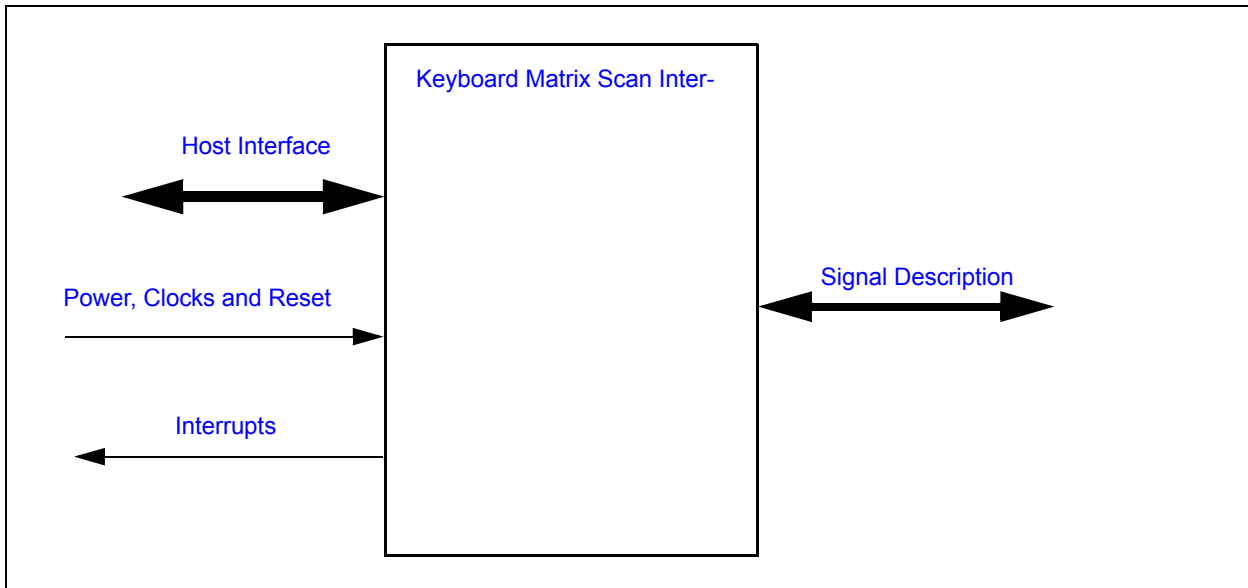 Keyboard Matrix Scan Inter-
Host Interface
Signal Description
Power, Clocks and Reset
Interrupts